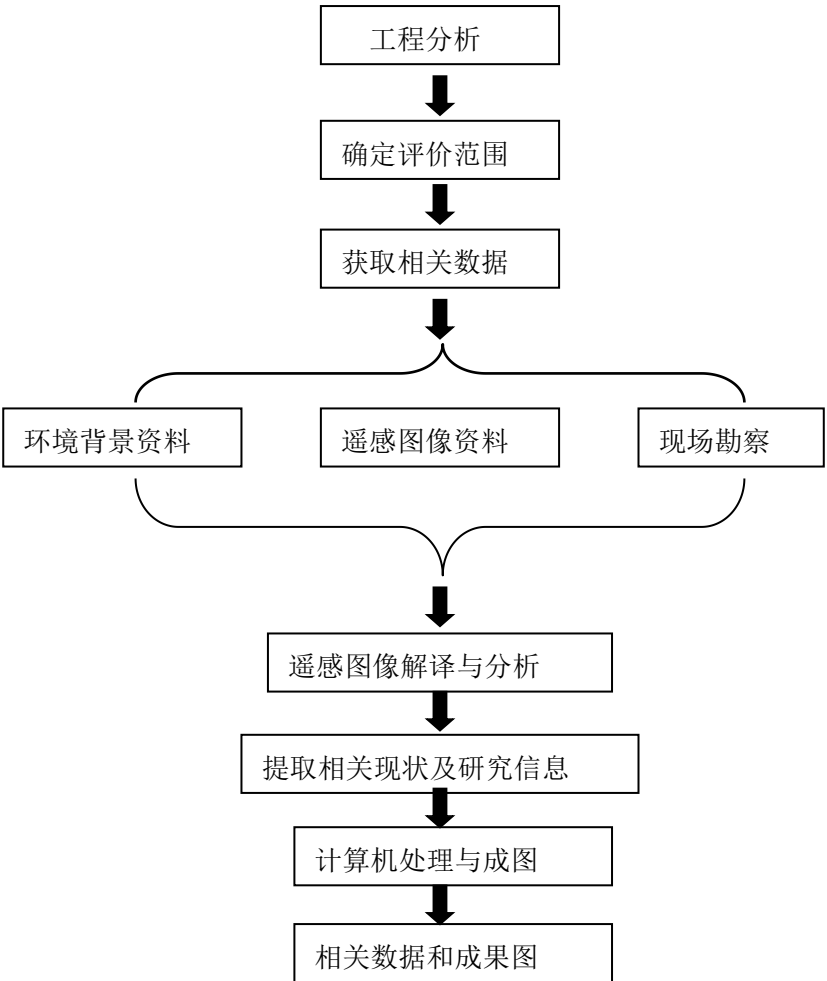 工程分析
确定评价范围
获取相关数据
环境背景资料
遥感图像资料
现场勘察
遥感图像解译与分析
提取相关现状及研究信息
计算机处理与成图
相关数据和成果图